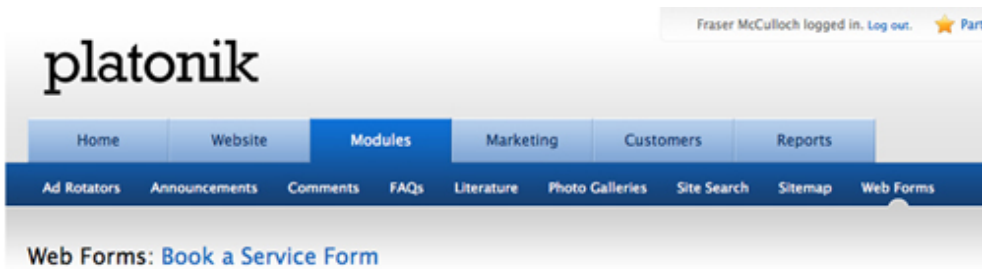 Fraser McCulloch logged in. Log out. Part
platonik
Home Website Modules Marketing Customers Reports
Ad Rotators Announcements Comments FAQs Literature Photo Galleries Site Search Sitemap Web Forms
Web Forms: Book a Service Form